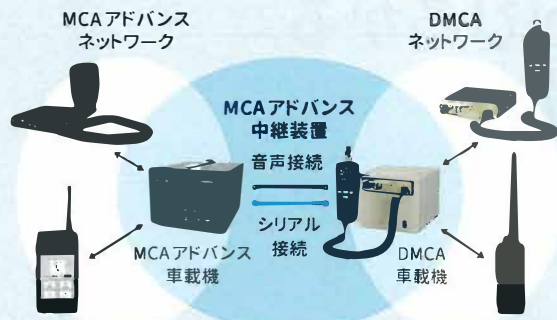 MCAアドバンス
ネットワーク
DMCA
ネットワーク
MCAアドバンス
中継装置
音声接続
シリアル
接続
MCAアドバンス
車載機
DMCA
車載機